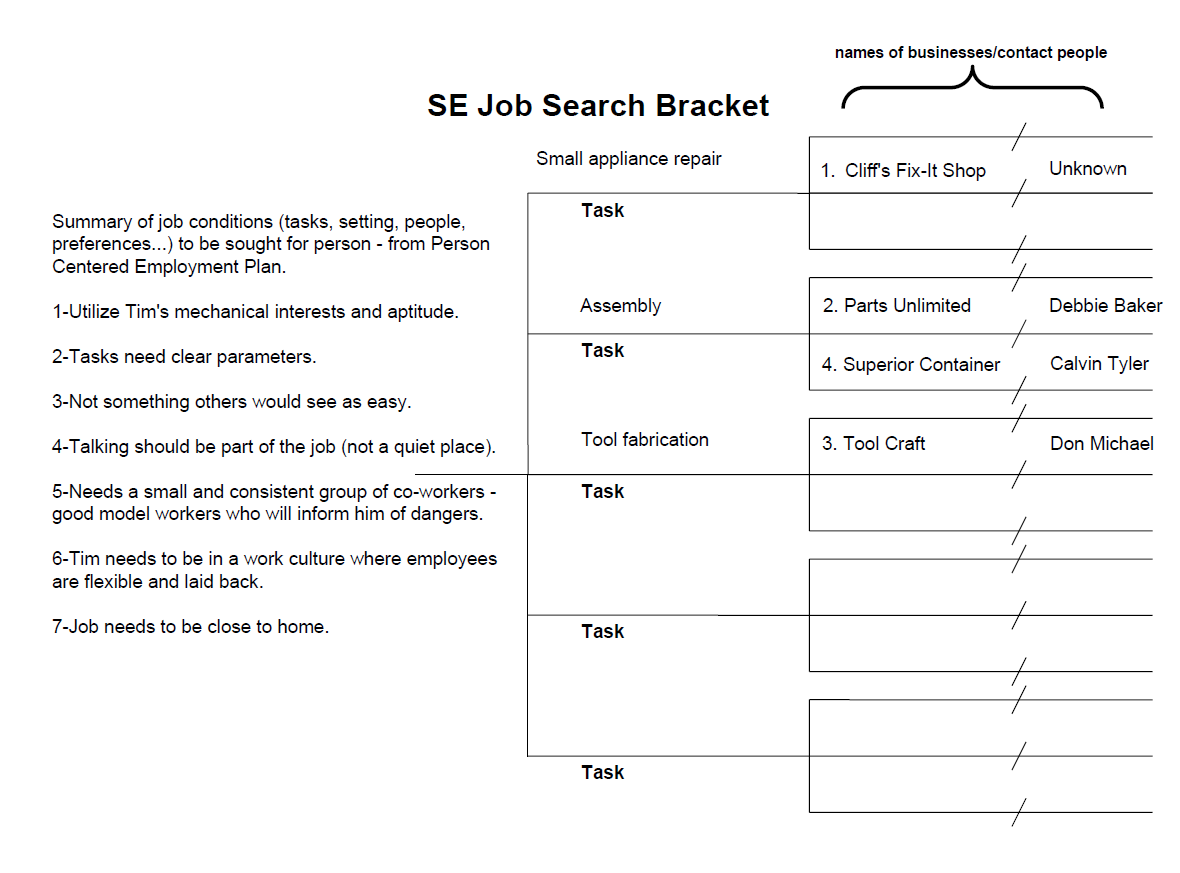 names of businesses/contact people
SE Job Search Bracket
Small appliance repair
1. Cliff's Fix-It Shop
Unknown
Task
Summary of job conditions (tasks, setting, people,
preferences...) to be sought for person - from Person
Centered Employment Plan.
1-Utilize Tim's mechanical interests and aptitude.
2-Tasks need clear parameters.
3-Not something others would see as easy.
4-Talking should be part of the job (not a quiet place).
5-Needs a small and consistent group of co-workers -
good model workers who will inform him of dangers.
6-Tim needs to be in a work culture where employees
are flexible and laid back.
7-Job needs to be close to home.
Assembly
2. Parts Unlimited
Debbie Baker
Task
4. Superior Container
Calvin Tyler
Tool fabrication
3. Tool Craft
Don Michael
Task
Task
Task